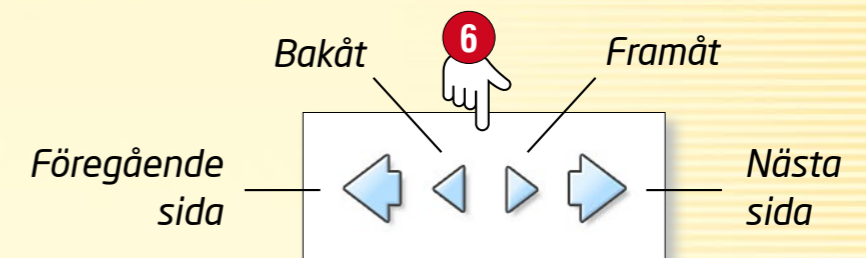 6
Bakåt
Framåt
Föregående
sida
Nästa
sida